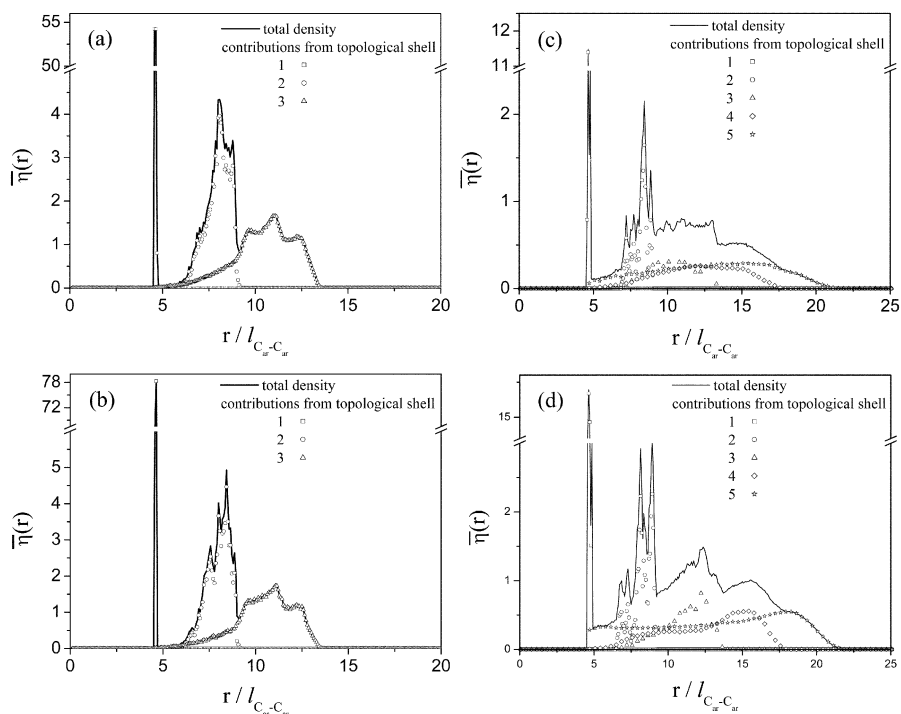 (a)
total density
contributions from topological shell
1
2
3
55
50
4
3
2
1
0
η(r)
0 5 10 15 20
r / l C_ar-C_ar
(c)
total density
contributions from topological shell
1
2
3
4
5
12
11
2
1
0
η(r)
0 5 10 15 20 25
r / l C_ar-C_ar
(b)
total density
contributions from topological shell
1
2
3
78
72
5
4
3
2
1
0
η(r)
0 5 10 15 20
r / l C_ar-C_ar
(d)
total density
contributions from topological shell
1
2
3
4
5
15
2
1
0
η(r)
0 5 10 15 20 25
r / l C_ar-C_ar